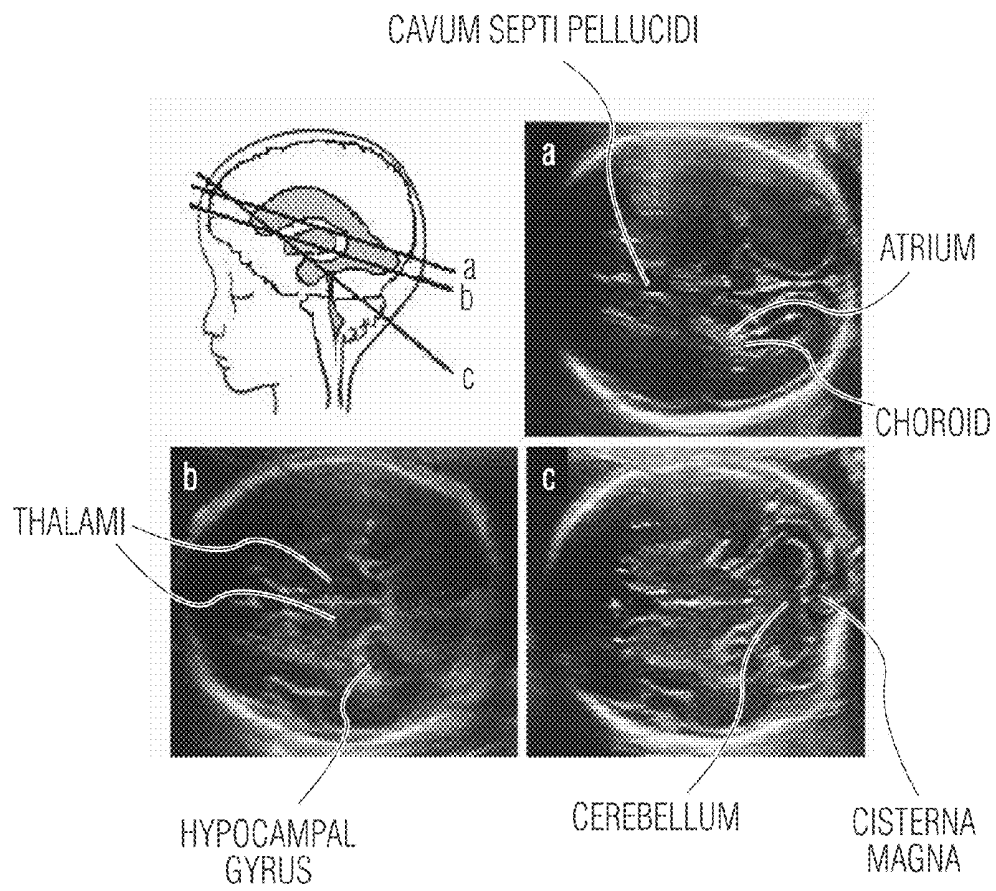 CAVUM SEPTI PELLUCIDI
a
a
b
c
ATRIUM
CHOROID
b
c
THALAMI
HYPOCAMPAL
GYRUS
CEREBELLUM
CISTERNA
MAGNA